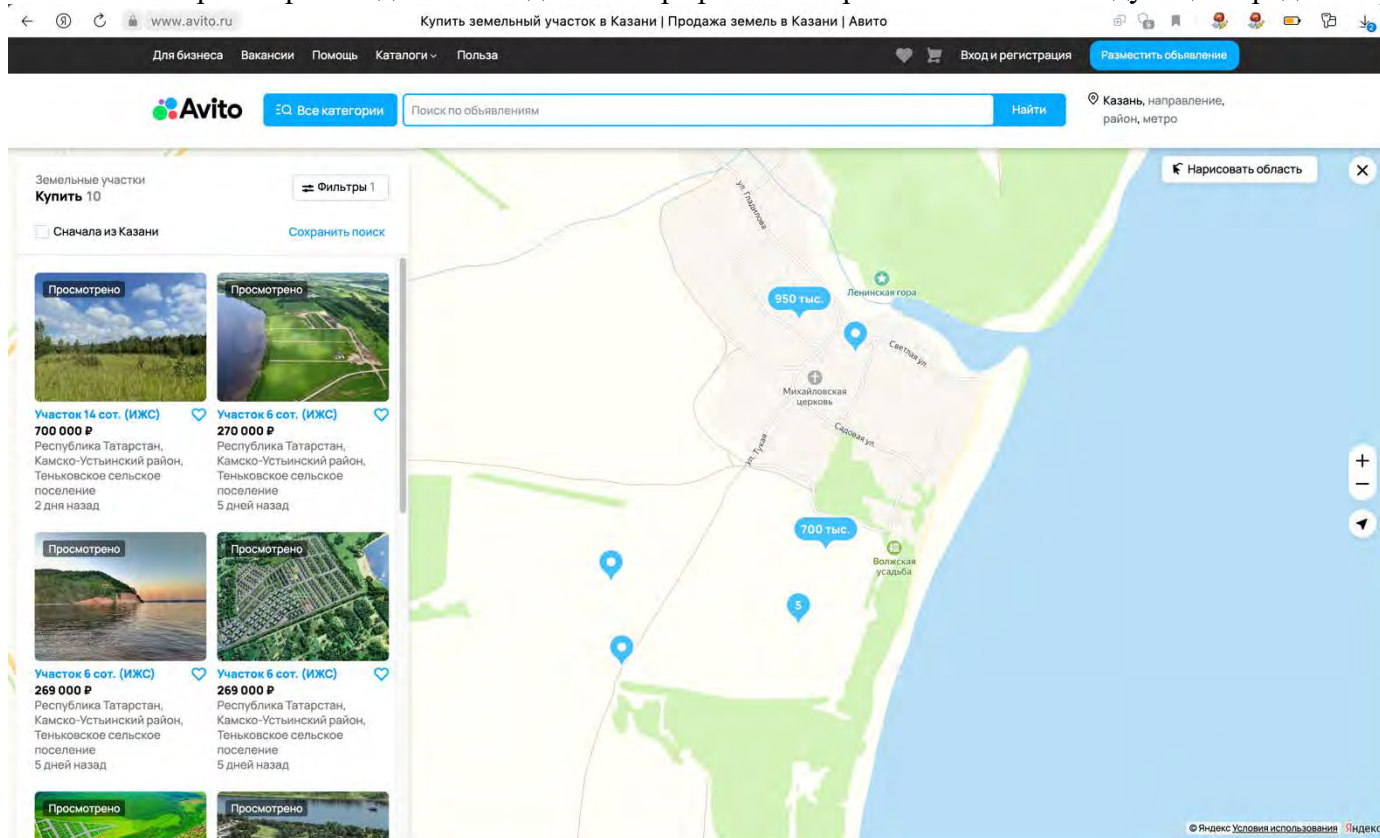 www.avito.ru
Купить земельный участок в Казани | Продажа земель в Казани | Авито
2
Для бизнеса Вакансии Помощь Каталоги Польза
Вход и регистрация
Разместить объявление
Avito
Все категории
Поиск по объявлениям
Найти
Казань, направление,
район, метро
Земельные участки
Купить 10
Фильтры 1
Сначала из Казани
Сохранить поиск
Просмотрено
Участок 14 сот. (ИЖС)
700 000 ₽
Республика Татарстан,
Камско-Устьинский район,
Теньковское сельское
поселение
2 дня назад
Просмотрено
Участок 6 сот. (ИЖС)
270 000 ₽
Республика Татарстан,
Камско-Устьинский район,
Теньковское сельское
поселение
5 дней назад
Просмотрено
Участок 6 сот. (ИЖС)
269 000 ₽
Республика Татарстан,
Камско-Устьинский район,
Теньковское сельское
поселение
5 дней назад
Просмотрено
Участок 6 сот. (ИЖС)
269 000 ₽
Республика Татарстан,
Камско-Устьинский район,
Теньковское сельское
поселение
5 дней назад
Просмотрено
Просмотрено
Нарисовать область
ул. Гладилова
950 тыс.
Ленинская гора
Светлая ул.
Михайловская
церковь
Садовая ул.
ул. Тукая
700 тыс.
Волжская
усадьба
5
© Яндекс Условия использования Яндекс